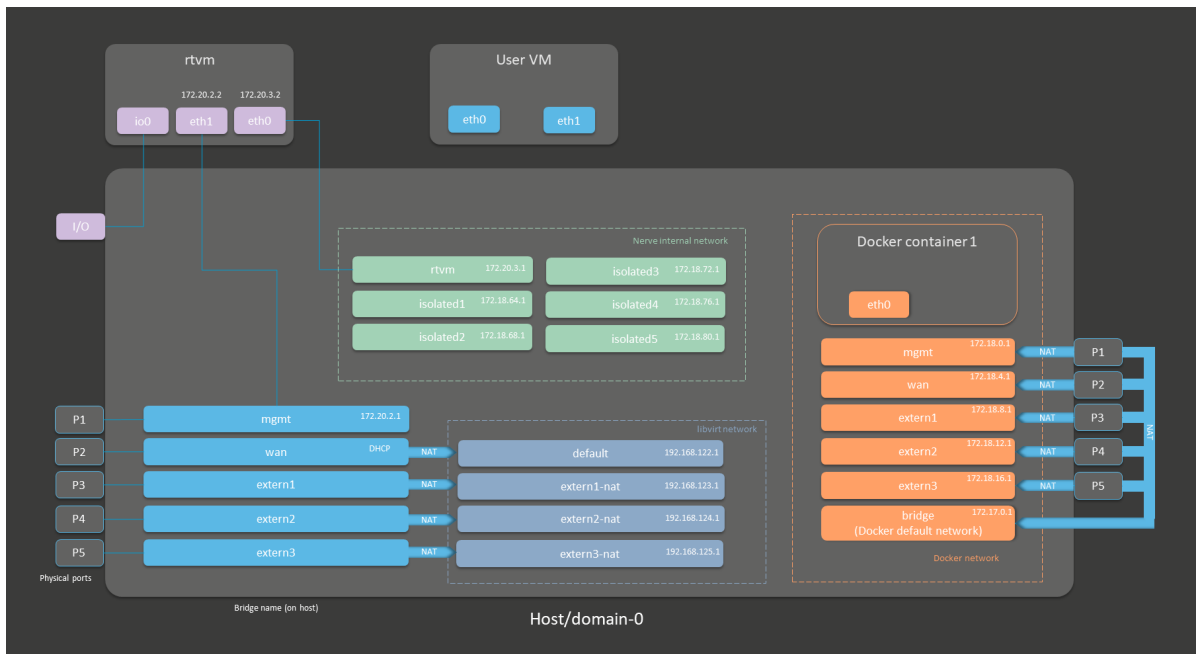 rtvm
172.20.2.2
172.20.3.2
io0
eth1
eth0
User VM
eth0
eth1
I/O
Nerve internal network
rtvm
172.20.3.1
isolated3
172.18.72.1
isolated1
172.18.64.1
isolated4
172.18.76.1
isolated2
172.18.68.1
isolated5
172.18.80.1
Docker container 1
eth0
mgmt
172.18.0.1
NAT
P1
wan
172.18.4.1
NAT
P2
extern1
172.18.8.1
NAT
P3
extern2
172.18.12.1
NAT
P4
extern3
172.18.16.1
NAT
P5
NAT
bridge
(Docker default network)
172.17.0.1
Docker network
P1
mgmt
172.20.2.1
libvirt network
P2
wan
DHCP
NAT
default
192.168.122.1
P3
extern1
NAT
extern1-nat
192.168.123.1
P4
extern2
NAT
extern2-nat
192.168.124.1
P5
extern3
NAT
extern3-nat
192.168.125.1
Physical ports
Bridge name (on host)
Host/domain-0